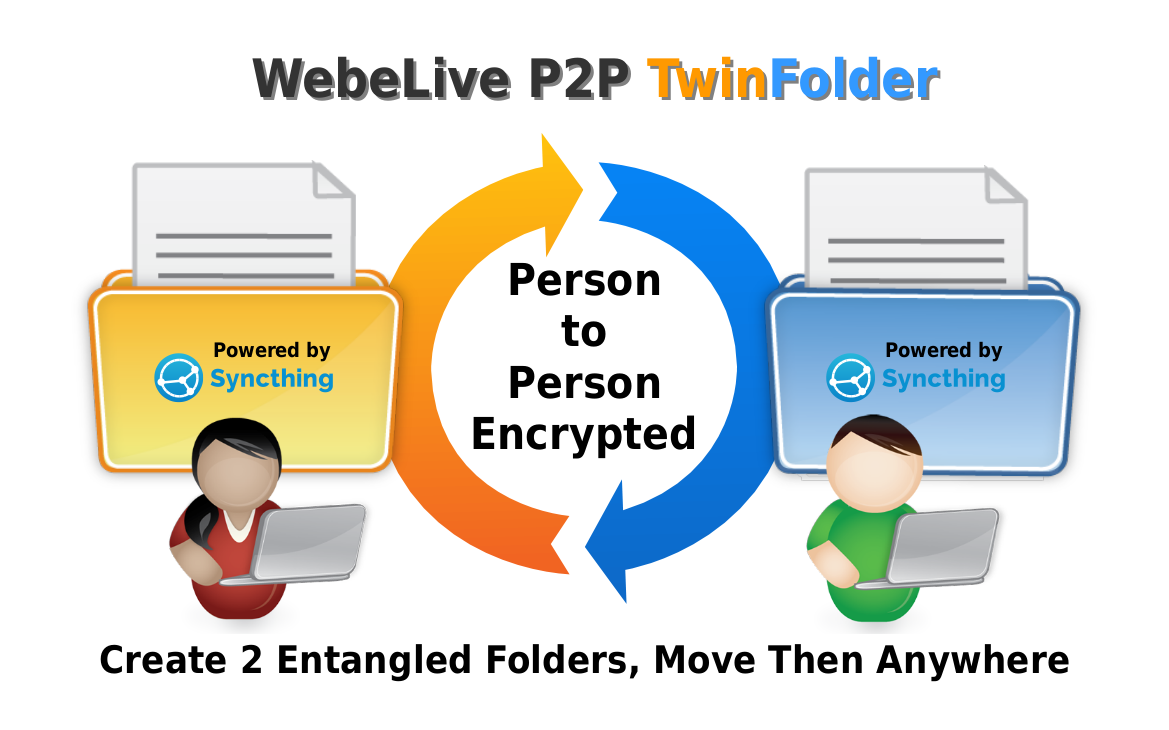 WebeLive P2P TwinFolder
Person
to
Person
Encrypted
Powered by
Syncthing
Powered by
Syncthing
Create 2 Entangled Folders, Move Then Anywhere